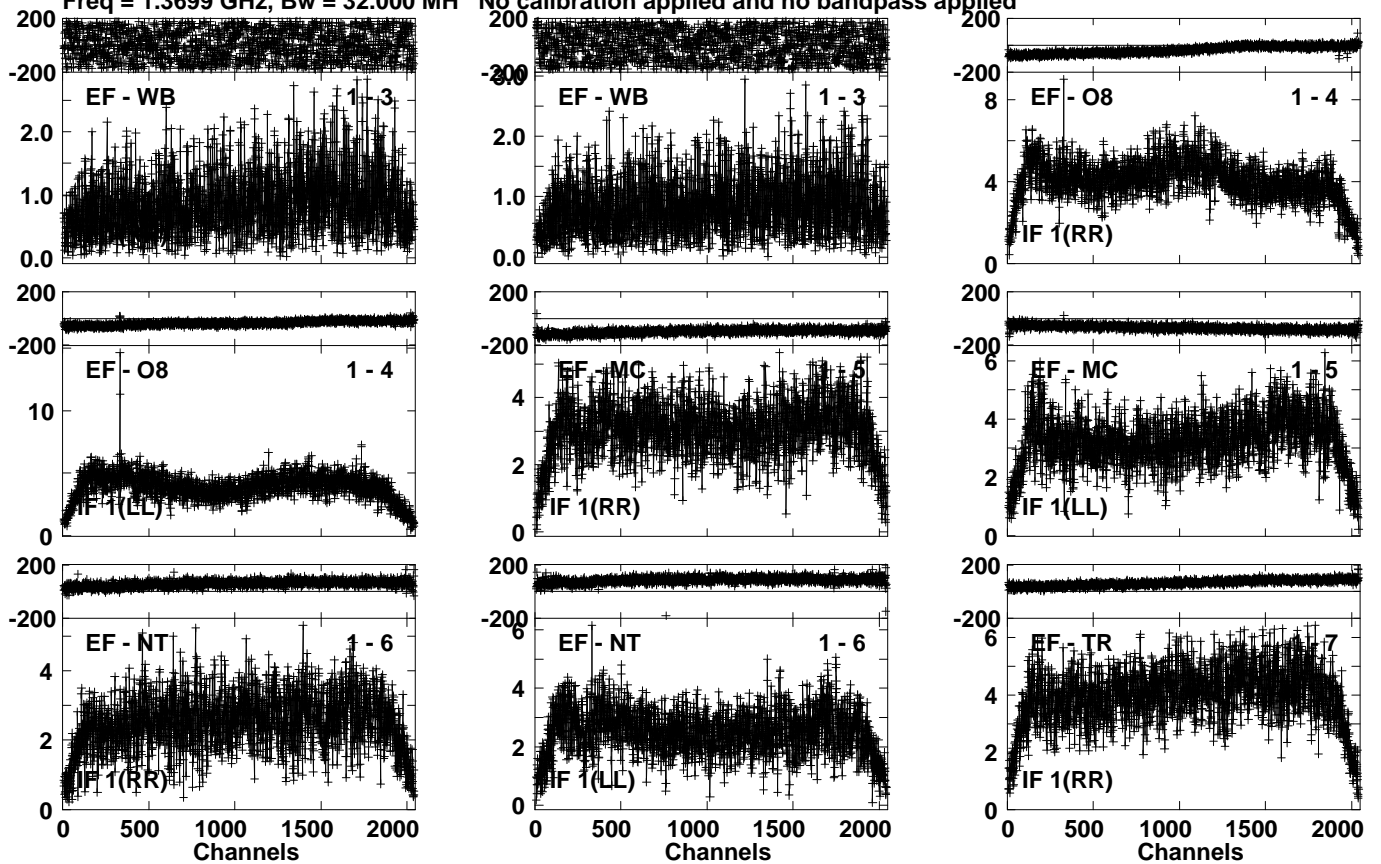 Freq = 1.3699 GHz, Bw = 32.000 MH No calibration applied and no bandpass applied
200 200 200
-200 -200 -200
3.0
EF - WB 1 - 3 EF - WB 1 - 3 EF - O8 1 - 4
8
2.0 2.0
1.0 1.0 4
IF 1(RR)
0.0 0.0 0
200 200 200
-200 -200 -200
EF - O8 1 - 4 EF - MC 1 - 5 EF - MC 1 - 5
6
10 4 4
2 2
IF 1(LL) IF 1(RR) IF 1(LL)
0 0 0
200 200 200
-200 -200 -200
6 6
EF - NT 1 - 6 EF - NT 1 - 6 EF - TR 1 - 7
4 4 4
2 2 2
IF 1(RR) IF 1(LL) IF 1(RR)
0 0 0
0 500 1000 1500 2000 0 500 1000 1500 2000 0 500 1000 1500 2000
Channels Channels Channels